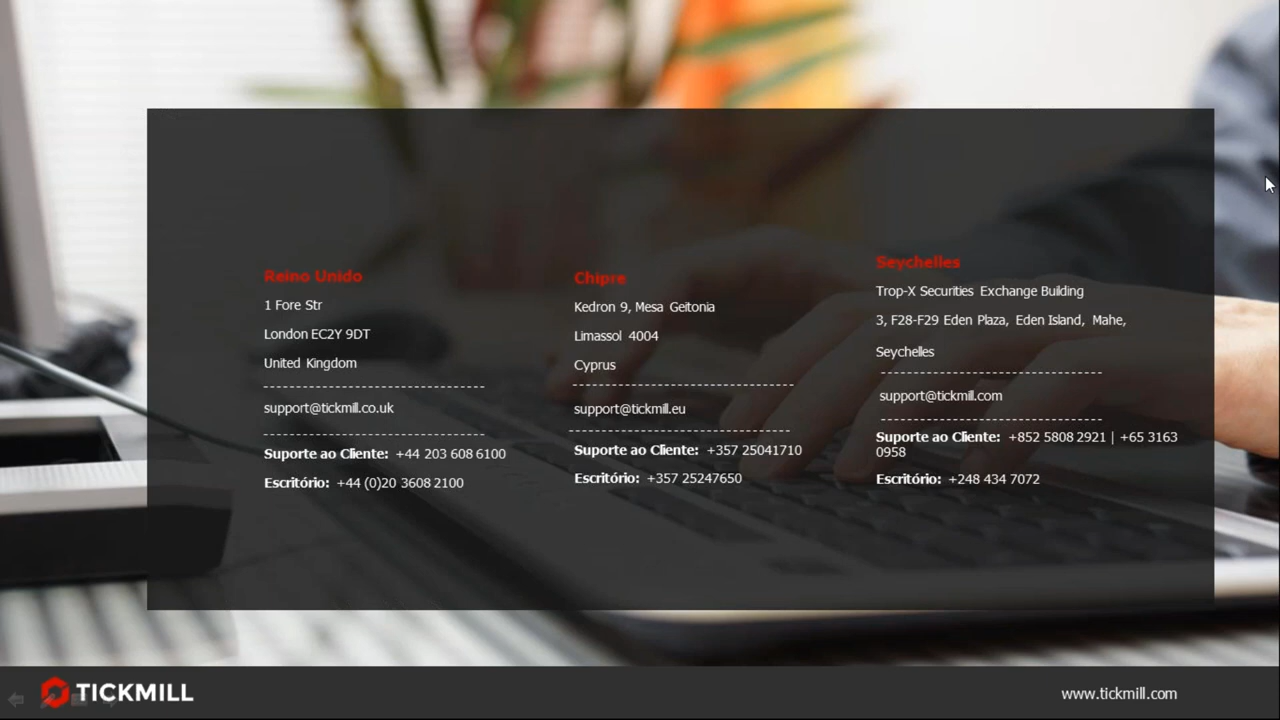 Reino Unido
1 Fore Str
London EC2Y 9DT
United Kingdom
support@tickmill.co.uk
Suporte ao Cliente: +44 203 608 6100
Escritório: +44 (0)20 3608 2100
Chipre
Kedron 9, Mesa Geitonia
Limassol 4004
Cyprus
support@tickmill.eu
Suporte ao Cliente: +357 25041710
Escritório: +357 25247650
Seychelles
Trop-X Securities Exchange Building
3, F28-F29 Eden Plaza, Eden Island, Mahe,
Seychelles
support@tickmill.com
Suporte ao Cliente: +852 5808 2921 | +65 3163
0958
Escritório: +248 434 7072
TICKMILL
www.tickmill.com